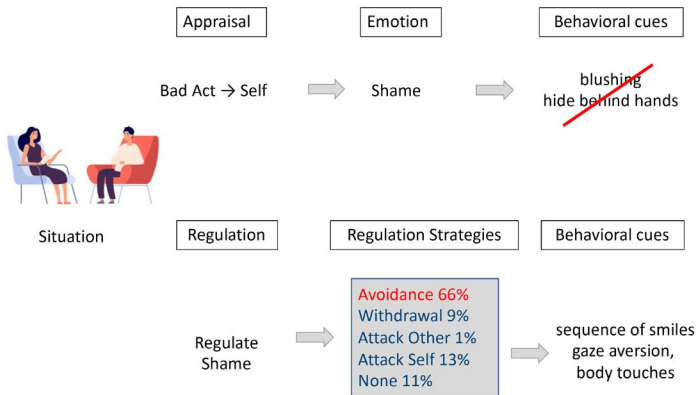 Appraisal
Emotion
Behavioral cues
Bad Act → Self
Shame
blushing
hide behind hands
Situation
Regulation
Regulation Strategies
Behavioral cues
Regulate
Shame
Avoidance 66%
Withdrawal 9%
Attack Other 1%
Attack Self 13%
None 11%
sequence of smiles
gaze aversion,
body touches